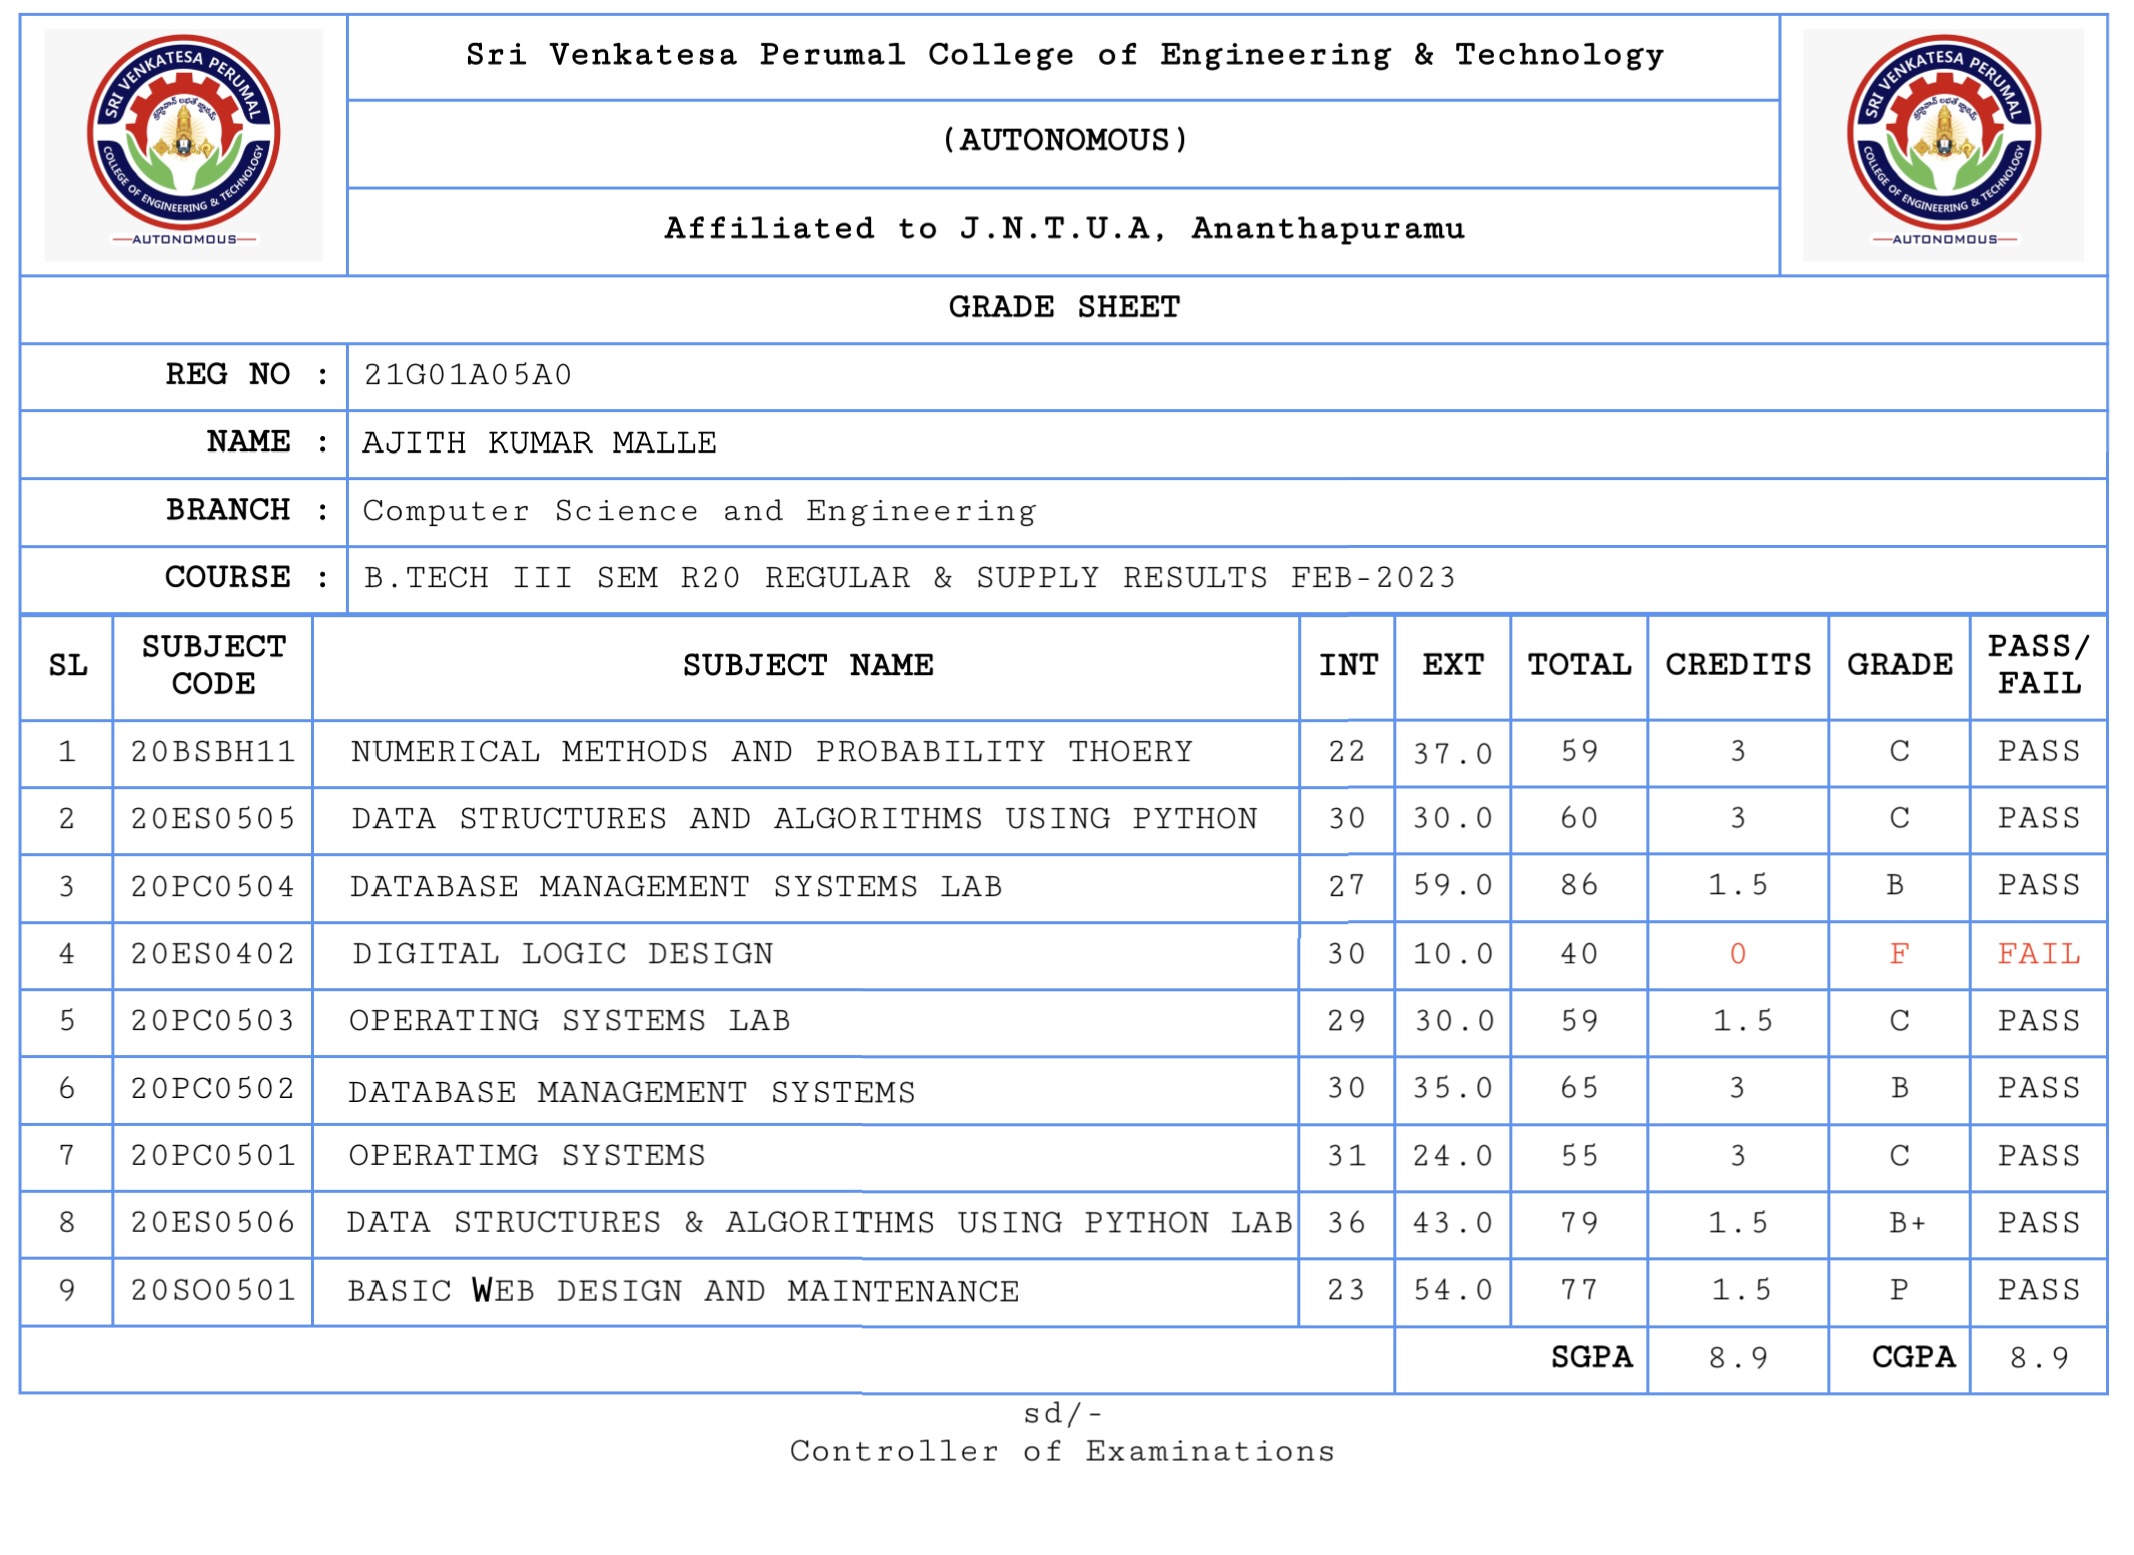 SRI VENKATESA PERUMAL
COLLEGE OF ENGINEERING & TECHNOLOGY
AUTONOMOUS
Sri Venkatesa Perumal College of Engineering & Technology
(AUTONOMOUS)
Affiliated to J.N.T.U.A, Ananthapuramu
SRI VENKATESA PERUMAL
COLLEGE OF ENGINEERING & TECHNOLOGY
AUTONOMOUS
GRADE SHEET
REG NO : 21G01A05A0
NAME : AJITH KUMAR MALLE
BRANCH : Computer Science and Engineering
COURSE : B.TECH III SEM R20 REGULAR & SUPPLY RESULTS FEB-2023
SL SUBJECT CODE SUBJECT NAME INT EXT TOTAL CREDITS GRADE PASS/ FAIL
1 20BSBH11 NUMERICAL METHODS AND PROBABILITY THOERY 22 37.0 59 3 C PASS
2 20ES0505 DATA STRUCTURES AND ALGORITHMS USING PYTHON 30 30.0 60 3 C PASS
3 20PC0504 DATABASE MANAGEMENT SYSTEMS LAB 27 59.0 86 1.5 B PASS
4 20ES0402 DIGITAL LOGIC DESIGN 30 10.0 40 0 F FAIL
5 20PC0503 OPERATING SYSTEMS LAB 29 30.0 59 1.5 C PASS
6 20PC0502 DATABASE MANAGEMENT SYSTEMS 30 35.0 65 3 B PASS
7 20PC0501 OPERATIMG SYSTEMS 31 24.0 55 3 C PASS
8 20ES0506 DATA STRUCTURES & ALGORITHMS USING PYTHON LAB 36 43.0 79 1.5 B+ PASS
9 20SO0501 BASIC WEB DESIGN AND MAINTENANCE 23 54.0 77 1.5 P PASS
SGPA 8.9 CGPA 8.9
sd/-
Controller of Examinations